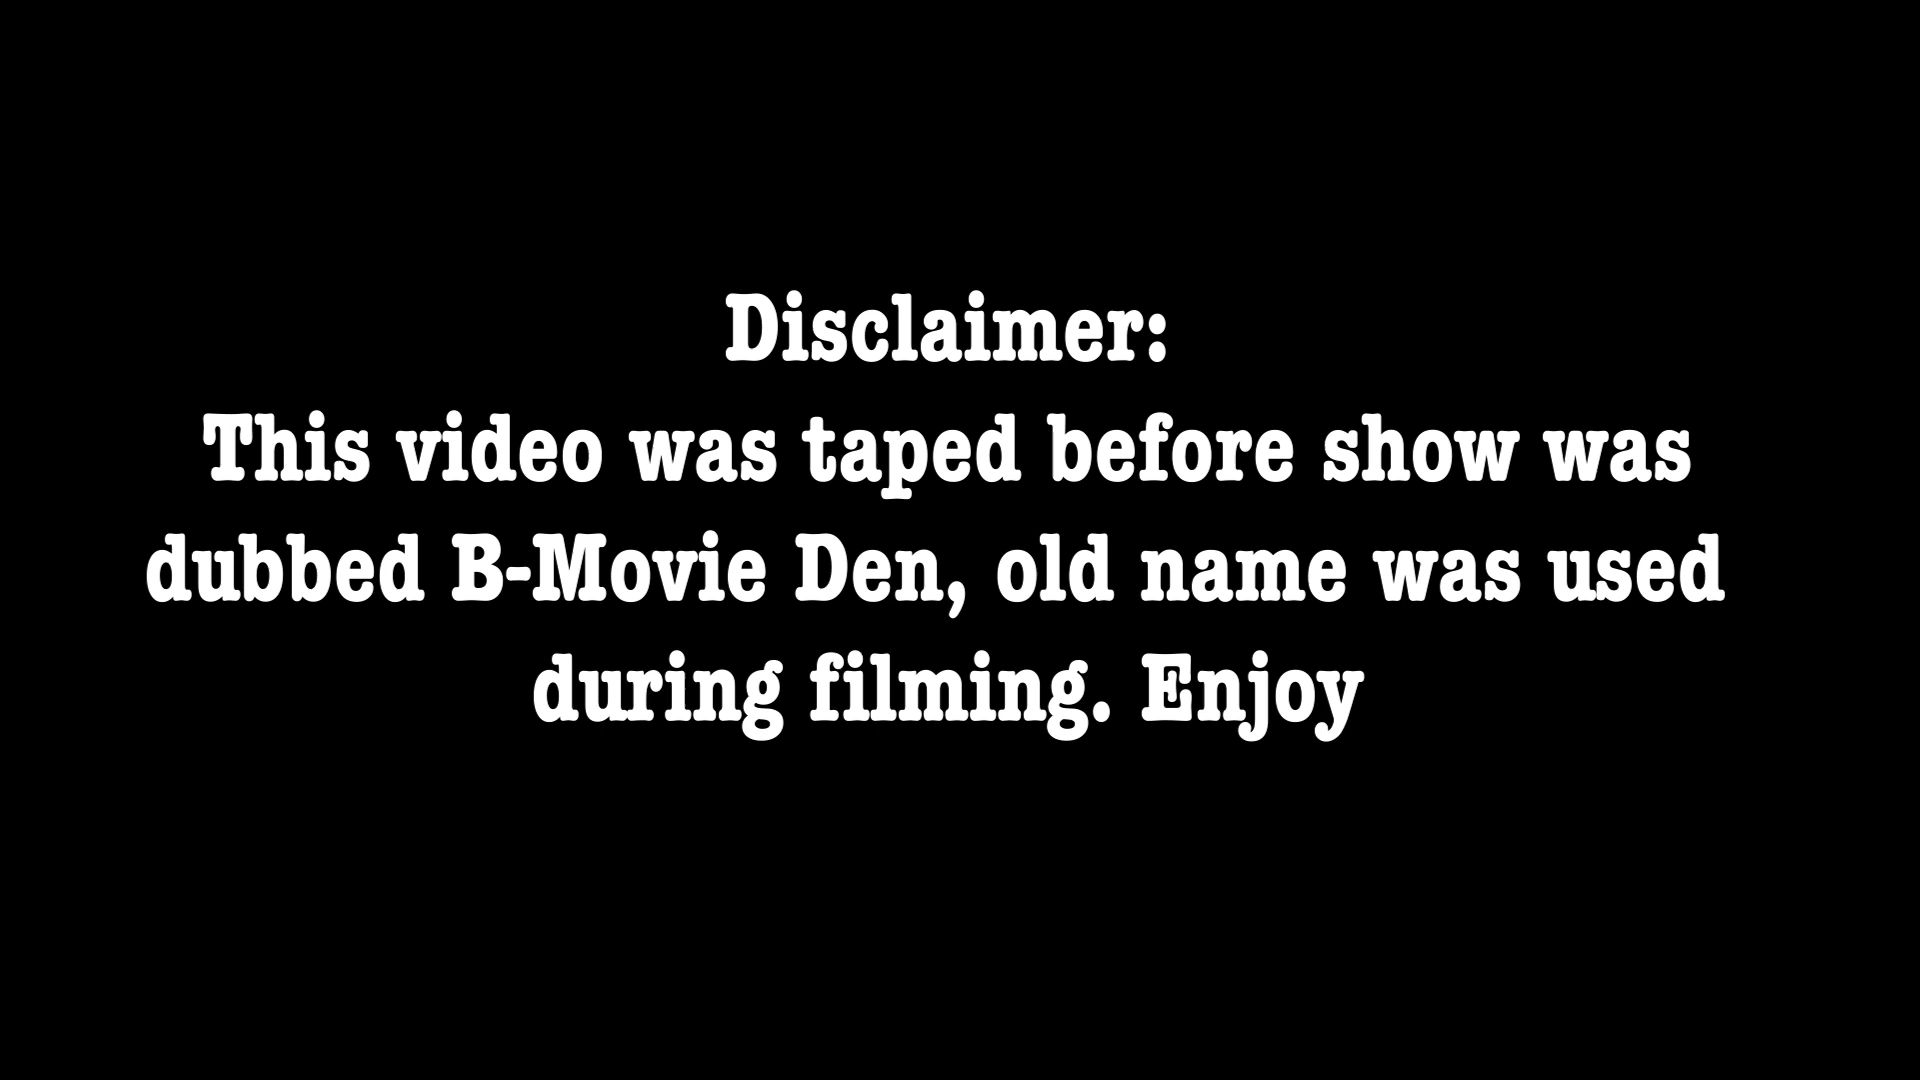 Disclaimer:
This video was taped before show was
dubbed B-Movie Den, old name was used
during filming. Enjoy